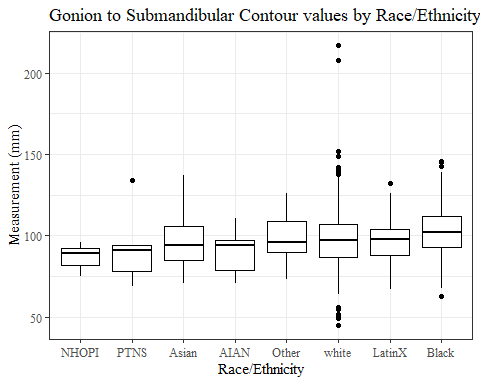 Gonion to Submandibular Contour values by Race/Ethnicity
Measurement (mm)
200
150
100
50
NHOPI PTNS Asian AIAN Other white LatinX Black
Race/Ethnicity